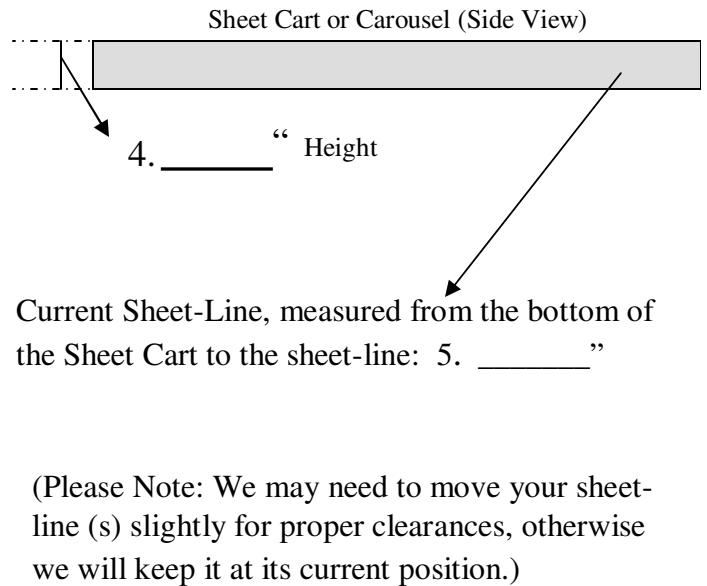 Sheet Cart or Carousel (Side View)
4.______“ Height
Current Sheet-Line, measured from the bottom of
the Sheet Cart to the sheet-line: 5. _______”
(Please Note: We may need to move your sheet-
line (s) slightly for proper clearances, otherwise
we will keep it at its current position.)